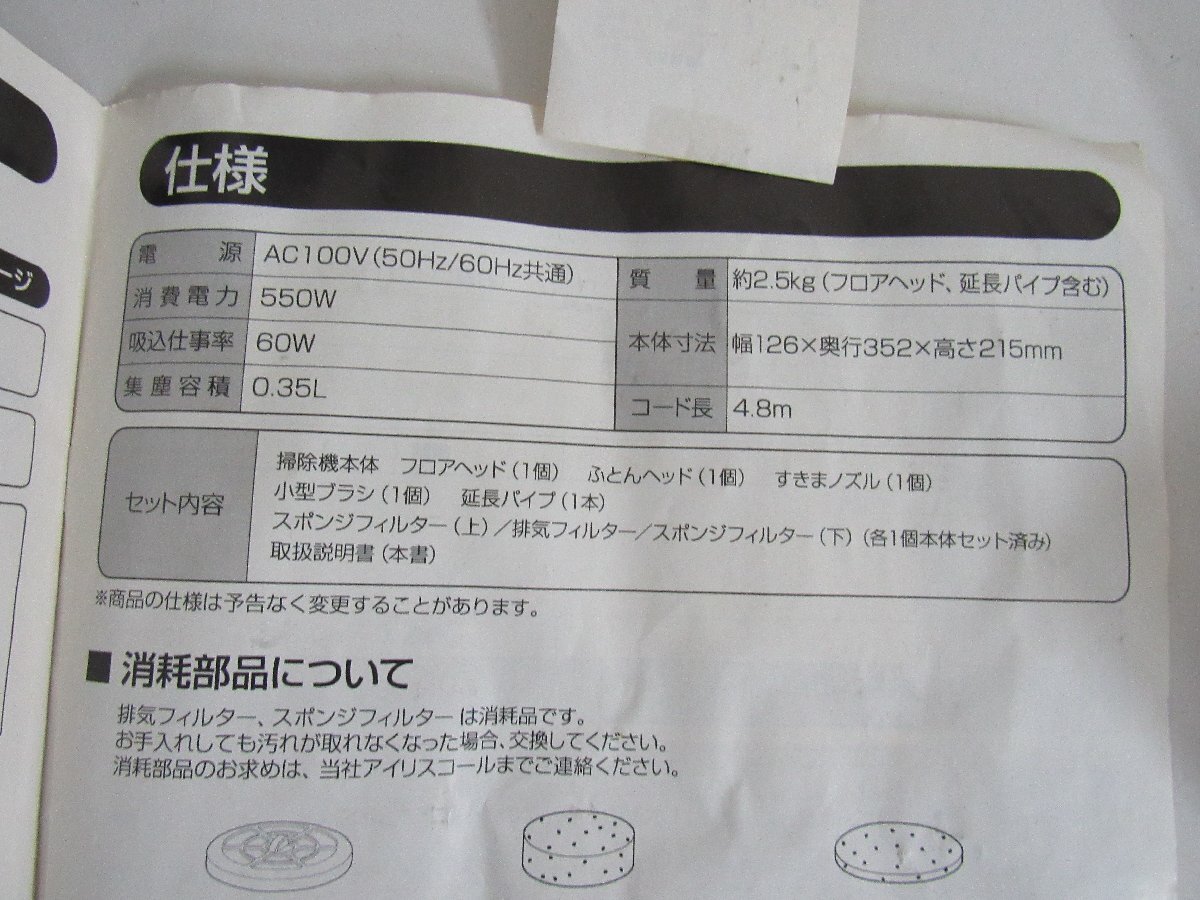 ージ
仕様
電 源 AC100V(50Hz/60Hz共通)
消費電力 550W
吸込仕事率 60W
集塵容積 0.35L
質 量 約2.5kg(フロアヘッド、延長パイプ含む)
本体寸法 幅126×奥行352×高さ215mm
コード長 4.8m
セット内容
掃除機本体 フロアヘッド(1個) ふとんヘッド(1個) すきまノズル(1個)
小型ブラシ(1個) 延長パイプ(1本)
スポンジフィルター(上)/排気フィルター/スポンジフィルター(下)(各1個本体セット済み)
取扱説明書(本書)
※商品の仕様は予告なく変更することがあります。
■ 消耗部品について
排気フィルター、スポンジフィルターは消耗品です。
お手入れしても汚れが取れなくなった場合、交換してください。
消耗部品のお求めは、当社アイリスコールまでご連絡ください。